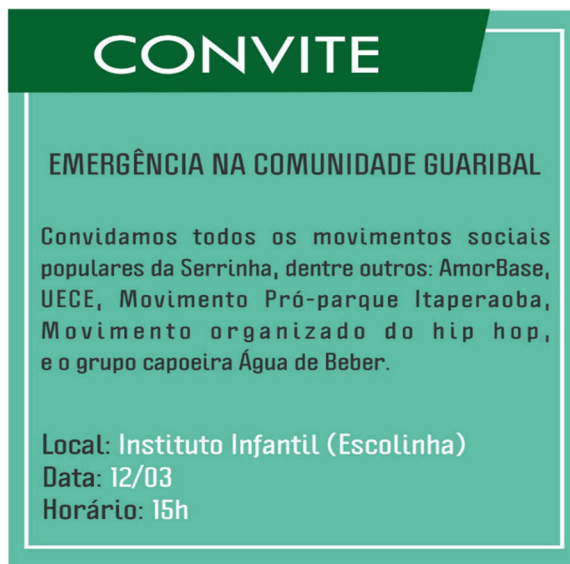 CONVITE
EMERGÊNCIA NA COMUNIDADE GUARIBAL
Convidamos todos os movimentos sociais
populares da Serrinha, dentre outros: AmorBase,
UECE, Movimento Pró-parque Itaperaoba,
Movimento organizado do hip hop,
e o grupo capoeira Água de Beber.
Local: Instituto Infantil (Escolinha)
Data: 12/03
Horário: 15h